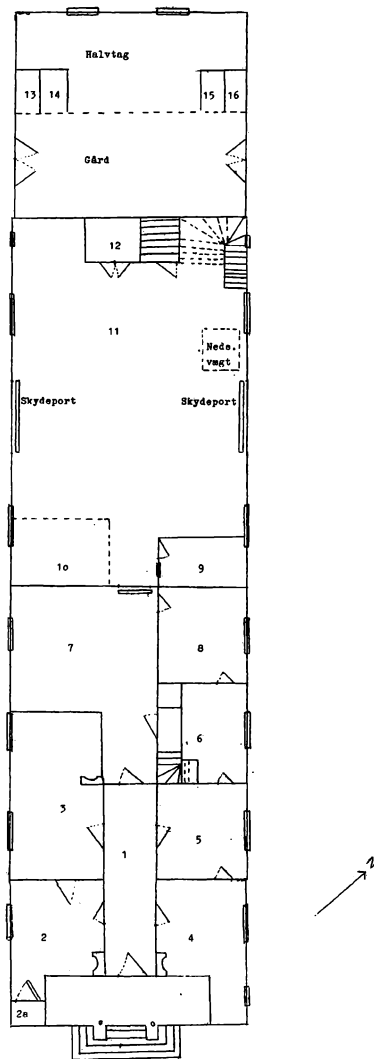 Halvtag
13 14 15 16
Gård
12
11
Neds.
vægt
Skydeport Skydeport
10 9
7 8
6
3
1 5
2 4
2a
N